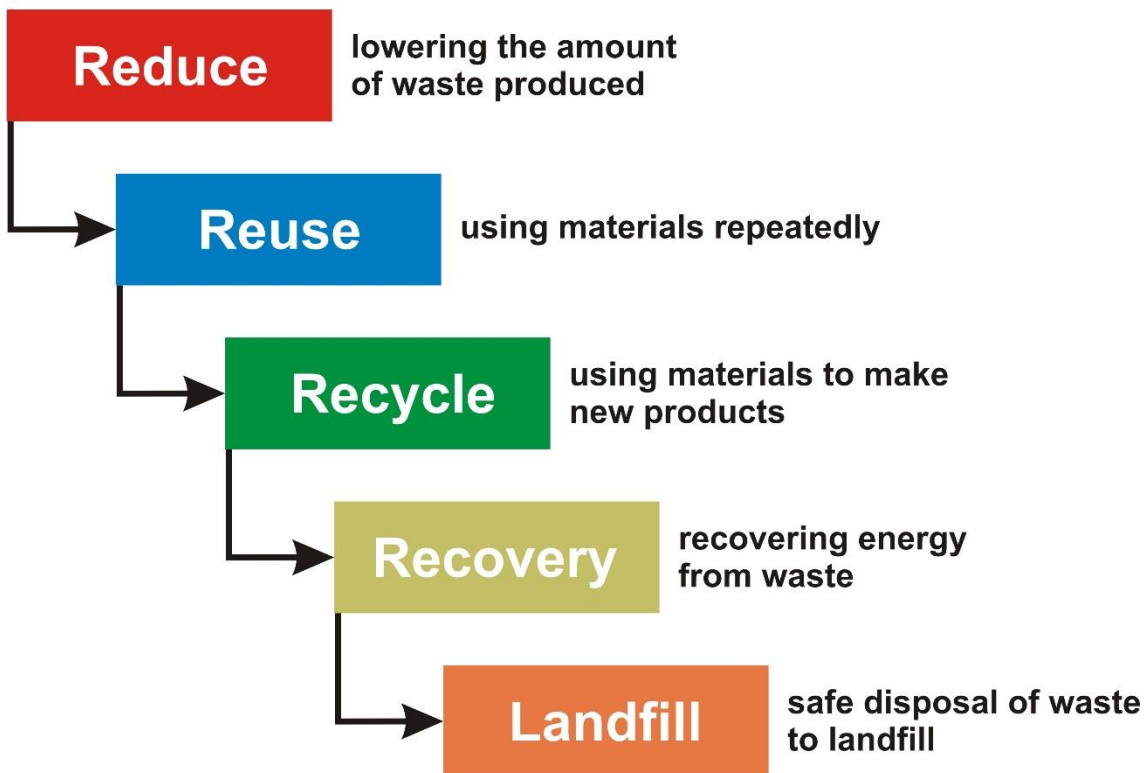 Reduce
lowering the amount
of waste produced
Reuse
using materials repeatedly
Recycle
using materials to make
new products
Recovery
recovering energy
from waste
Landfill
safe disposal of waste
to landfill